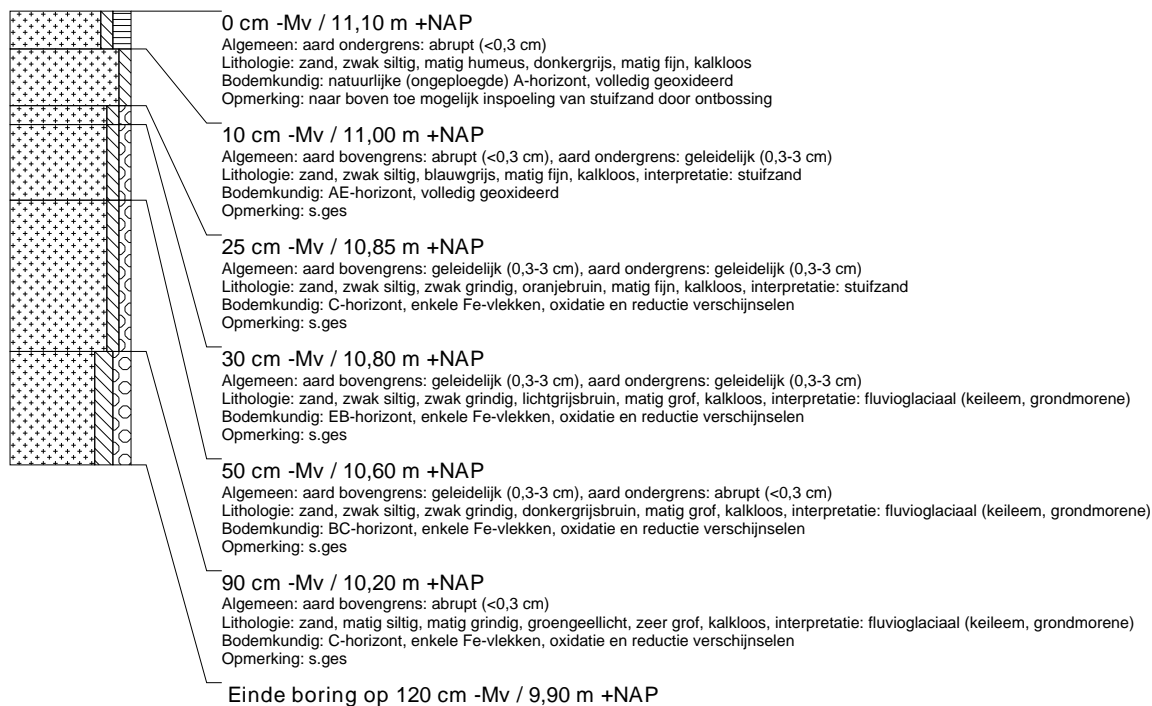 0 cm -Mv / 11,10 m +NAP
Algemeen: aard ondergrens: abrupt (<0,3 cm)
Lithologie: zand, zwak siltig, matig humeus, donkergrijs, matig fijn, kalkloos
Bodemkundig: natuurlijke (ongeploegde) A-horizont, volledig geoxideerd
Opmerking: naar boven toe mogelijk inspoeling van stuifzand door ontbossing
10 cm -Mv / 11,00 m +NAP
Algemeen: aard bovengrens: abrupt (<0,3 cm), aard ondergrens: geleidelijk (0,3-3 cm)
Lithologie: zand, zwak siltig, blauwgrijs, matig fijn, kalkloos, interpretatie: stuifzand
Bodemkundig: AE-horizont, volledig geoxideerd
Opmerking: s.ges
25 cm -Mv / 10,85 m +NAP
Algemeen: aard bovengrens: geleidelijk (0,3-3 cm), aard ondergrens: geleidelijk (0,3-3 cm)
Lithologie: zand, zwak siltig, zwak grindig, oranjebruin, matig fijn, kalkloos, interpretatie: stuifzand
Bodemkundig: C-horizont, enkele Fe-vlekken, oxidatie en reductie verschijnselen
Opmerking: s.ges
30 cm -Mv / 10,80 m +NAP
Algemeen: aard bovengrens: geleidelijk (0,3-3 cm), aard ondergrens: geleidelijk (0,3-3 cm)
Lithologie: zand, zwak siltig, zwak grindig, lichtgrijsbruin, matig grof, kalkloos, interpretatie: fluvioglaciaal (keileem, grondmorene)
Bodemkundig: EB-horizont, enkele Fe-vlekken, oxidatie en reductie verschijnselen
Opmerking: s.ges
50 cm -Mv / 10,60 m +NAP
Algemeen: aard bovengrens: geleidelijk (0,3-3 cm), aard ondergrens: abrupt (<0,3 cm)
Lithologie: zand, zwak siltig, zwak grindig, donkergrijsbruin, matig grof, kalkloos, interpretatie: fluvioglaciaal (keileem, grondmorene)
Bodemkundig: BC-horizont, enkele Fe-vlekken, oxidatie en reductie verschijnselen
Opmerking: s.ges
90 cm -Mv / 10,20 m +NAP
Algemeen: aard bovengrens: abrupt (<0,3 cm)
Lithologie: zand, matig siltig, matig grindig, groengeellicht, zeer grof, kalkloos, interpretatie: fluvioglaciaal (keileem, grondmorene)
Bodemkundig: C-horizont, enkele Fe-vlekken, oxidatie en reductie verschijnselen
Opmerking: s.ges
Einde boring op 120 cm -Mv / 9,90 m +NAP